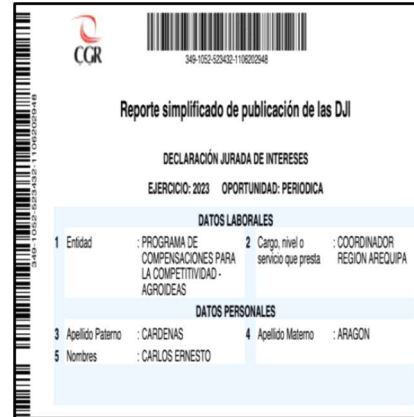 CGR
349-1052-523432-1106202948
349-1052-523432-1106202948
Reporte simplificado de publicación de las DJI
DECLARACIÓN JURADA DE INTERESES
EJERCICIO: 2023 OPORTUNIDAD: PERIODICA
DATOS LABORALES
1 Entidad : PROGRAMA DE COMPENSACIONES PARA LA COMPETITIVIDAD - AGROIDEAS
2 Cargo, nivel o servicio que presta : COORDINADOR REGION AREQUIPA
DATOS PERSONALES
3 Apellido Paterno : CARDENAS 4 Apellido Materno : ARAGON
5 Nombres : CARLOS ERNESTO